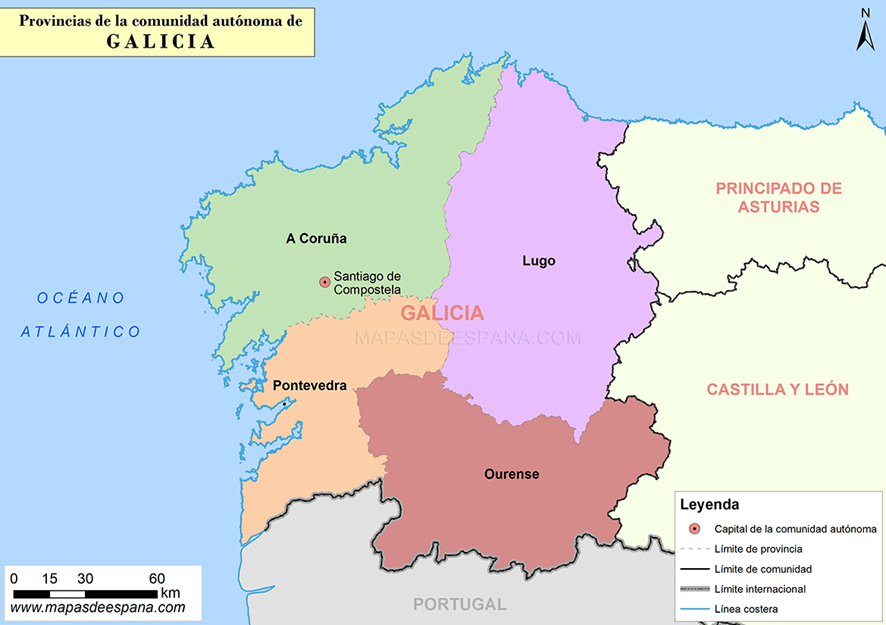 Provincias de la comunidad autónoma de
GALICIA
N
PRINCIPADO DE
ASTURIAS
A Coruña
Lugo
Santiago de
Compostela
OCÉANO
ATLÁNTICO
GALICIA
MAPASDEESPANA.COM
Pontevedra
CASTILLA Y LEÓN
Ourense
Leyenda
Capital de la comunidad autónoma
Límite de provincia
Límite de comunidad
Límite internacional
Línea costera
0 15 30 60
km
www.mapasdeespana.com
PORTUGAL